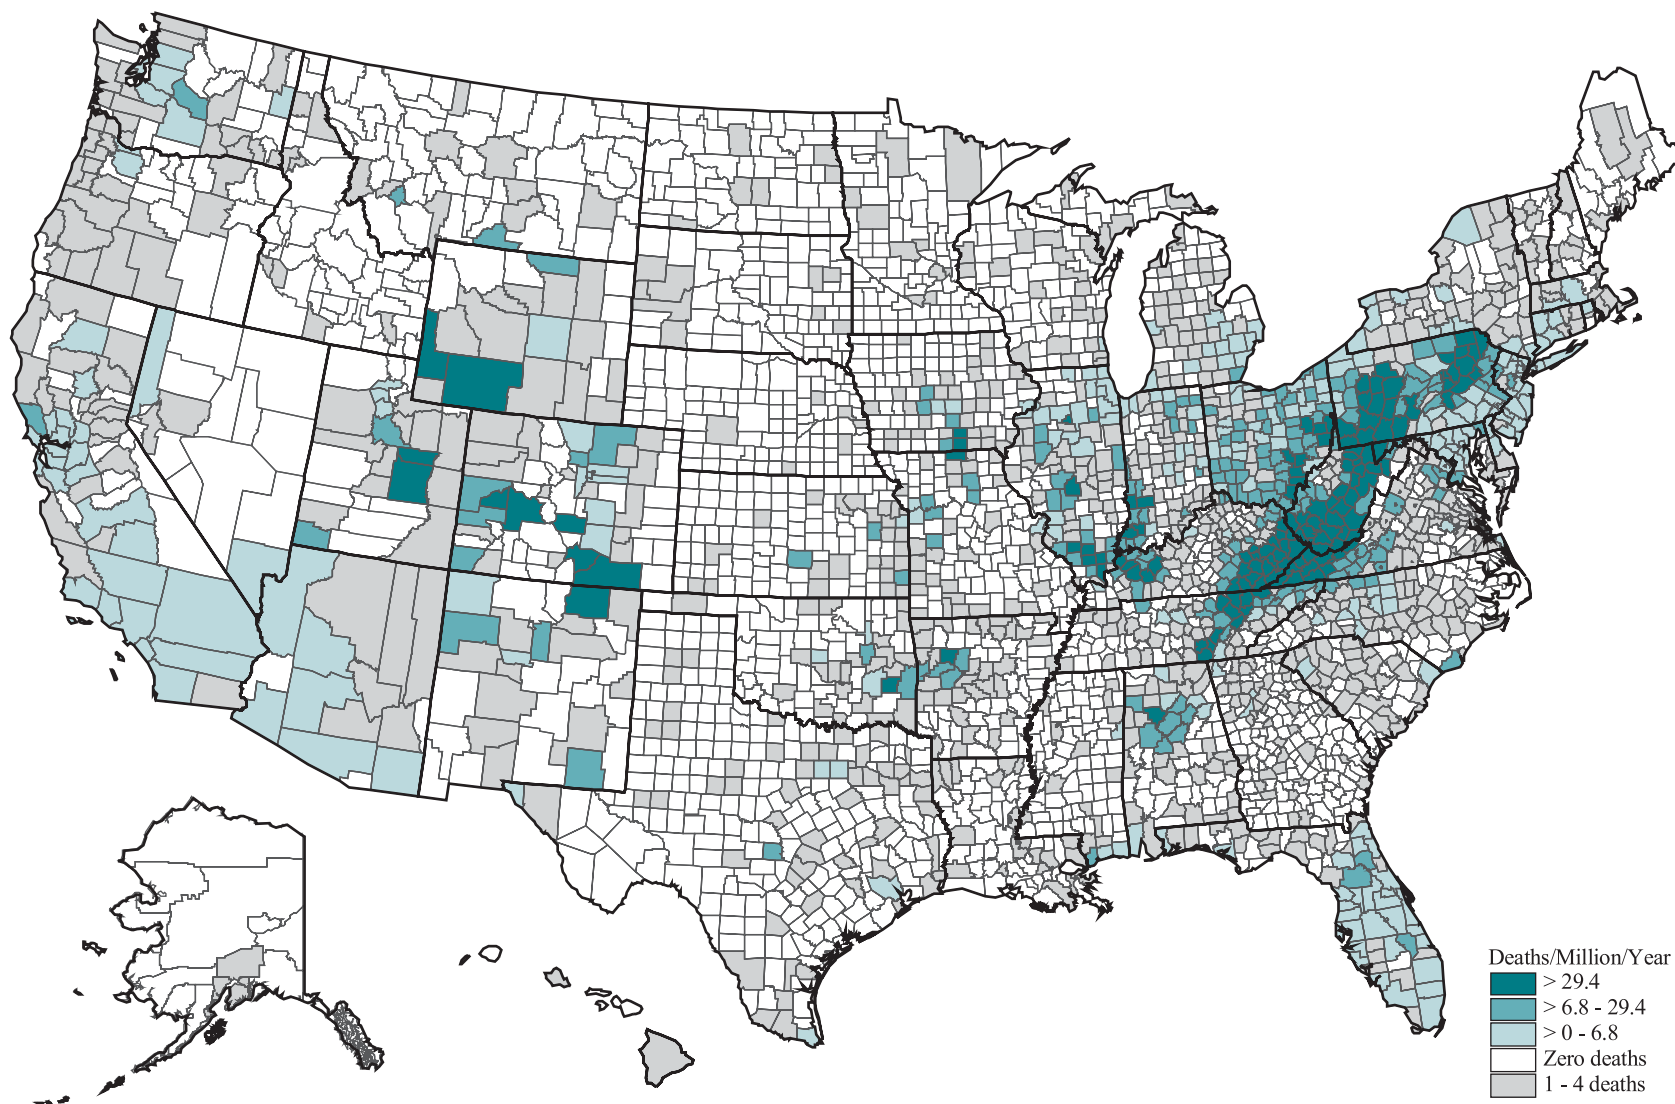 Deaths/Million/Year
> 29.4
> 6.8 - 29.4
> 0 - 6.8
Zero deaths
1 - 4 deaths